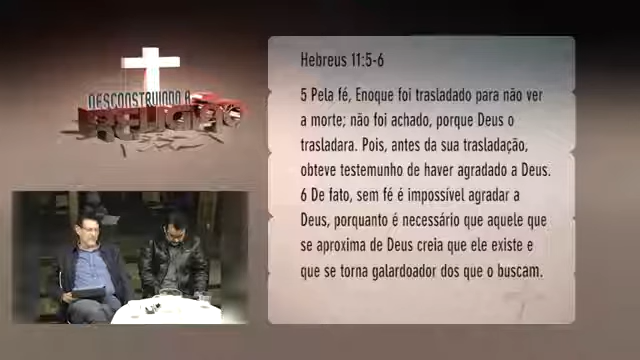 DESCONSTRUINDO A
RELIGIÃO
Hebreus 11:5-6
5 Pela fé, Enoque foi trasladado para não ver
a morte; não foi achado, porque Deus o
trasladara. Pois, antes da sua trasladação,
obteve testemunho de haver agradado a Deus.
6 De fato, sem fé é impossível agradar a
Deus, porquanto é necessário que aquele que
se aproxima de Deus creia que ele existe e
que se torna galardoador dos que o buscam.